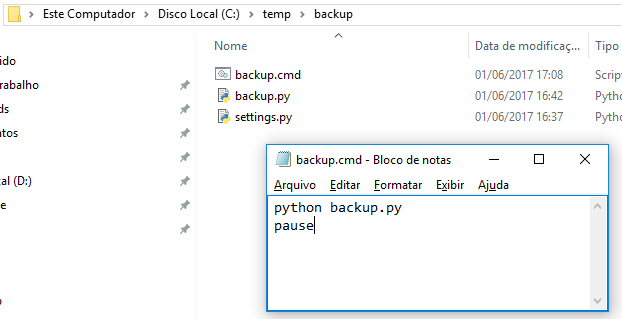 Este Computador > Disco Local (C:) > temp > backup
Nome Data de modificaç... Tipo
ido
backup.cmd 01/06/2017 17:08 Script
rabalho
backup.py 01/06/2017 16:42 Pytho
ds
settings.py 01/06/2017 16:37 Pytho
ntos
al (D:)
e
backup.cmd - Bloco de notas
Arquivo Editar Formatar Exibir Ajuda
python backup.py
pause